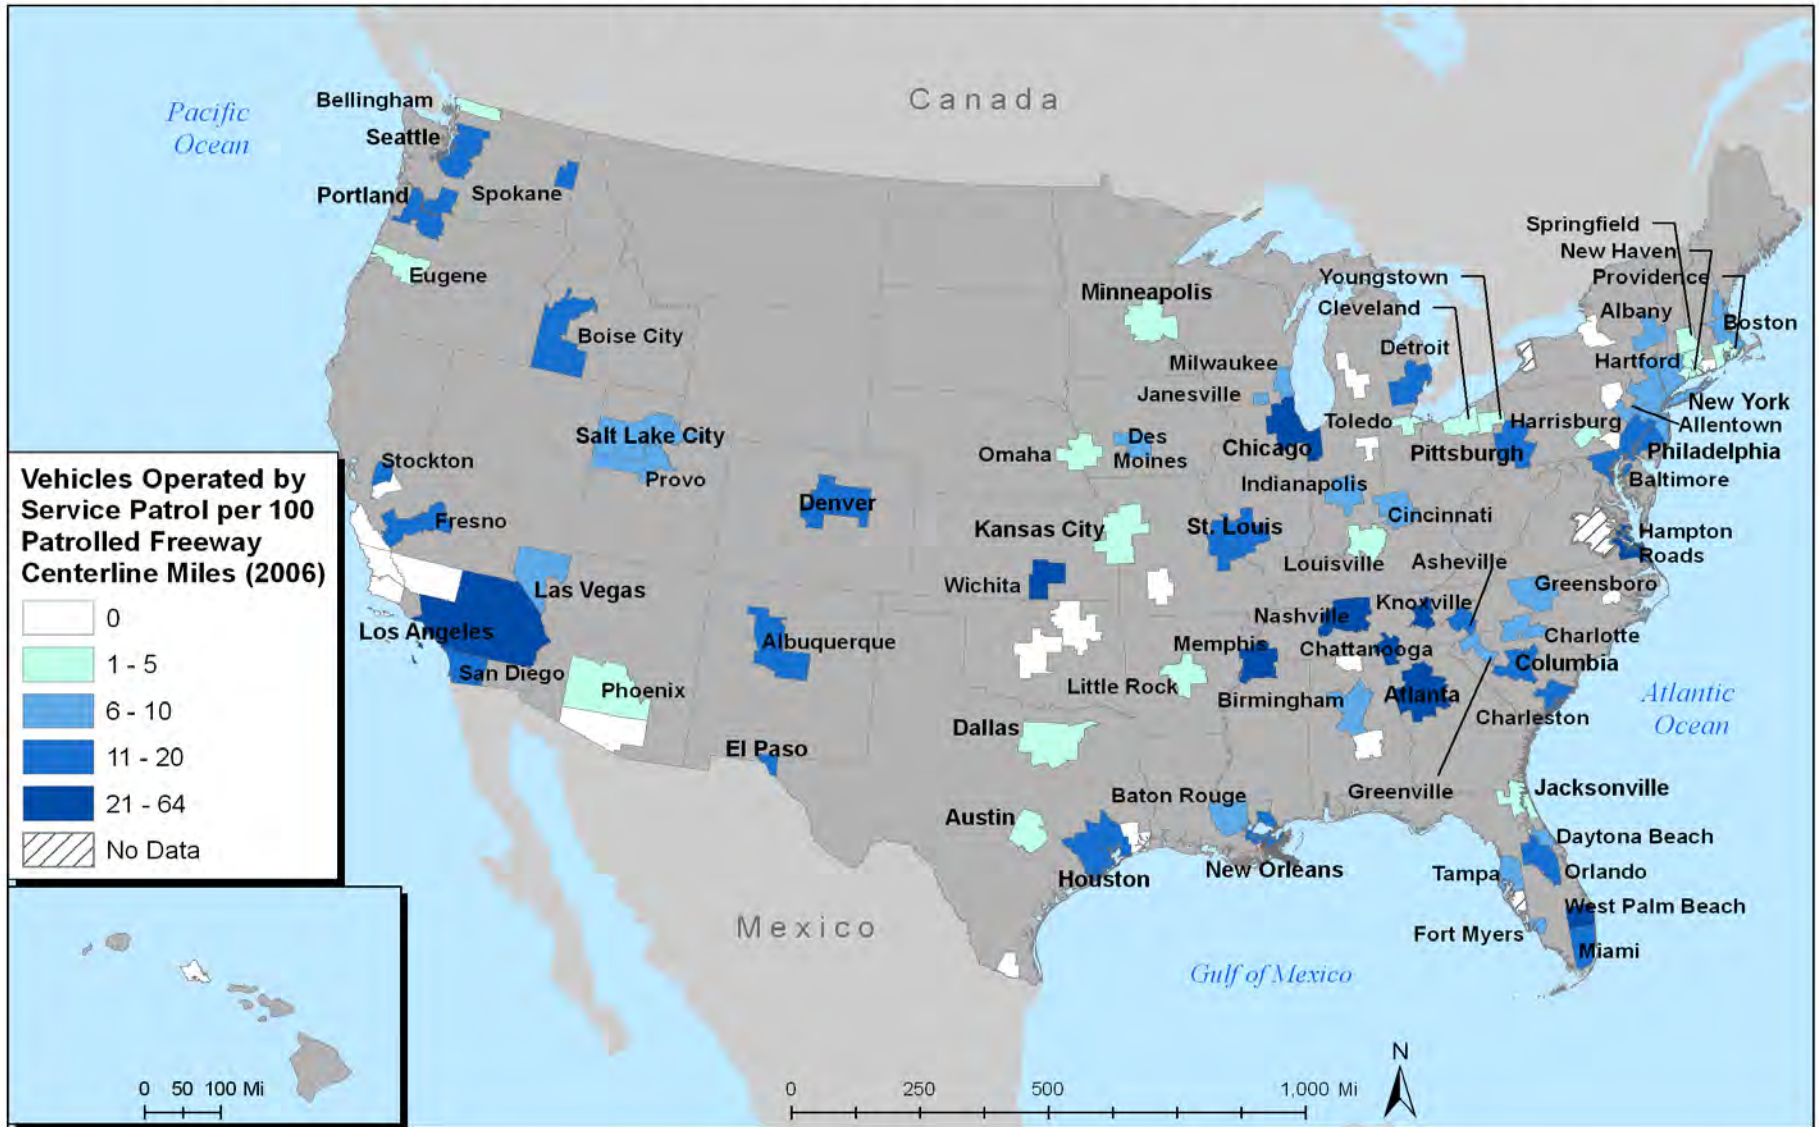 Canada
Pacific
Ocean
Bellingham
Seattle
Portland
Spokane
Eugene
Boise City
Springfield
New Haven
Providence
Youngstown
Cleveland
Minneapolis
Albany
Boston
Milwaukee
Detroit
Hartford
Janesville
New York
Allentown
Toledo
Harrisburg
Omaha
Des
Moines
Chicago
Pittsburgh
Philadelphia
Salt Lake City
Provo
Stockton
Fresno
Denver
Indianapolis
Baltimore
Kansas City
St. Louis
Cincinnati
Hampton
Roads
Louisville
Asheville
Wichita
Las Vegas
Greensboro
Nashville
Knoxville
Los Angeles
Albuquerque
Memphis
Chattanooga
Charlotte
Columbia
San Diego
Phoenix
Little Rock
Birmingham
Atlanta
Charleston
Atlantic
Ocean
Dallas
El Paso
Greenville
Jacksonville
Baton Rouge
Austin
Daytona Beach
Houston
New Orleans
Tampa
Orlando
West Palm Beach
Fort Myers
Miami
Mexico
Gulf of Mexico
Vehicles Operated by
Service Patrol per 100
Patrolled Freeway
Centerline Miles (2006)
0
1 - 5
6 - 10
11 - 20
21 - 64
No Data
0 50 100 Mi
0 250 500 1,000 Mi
N